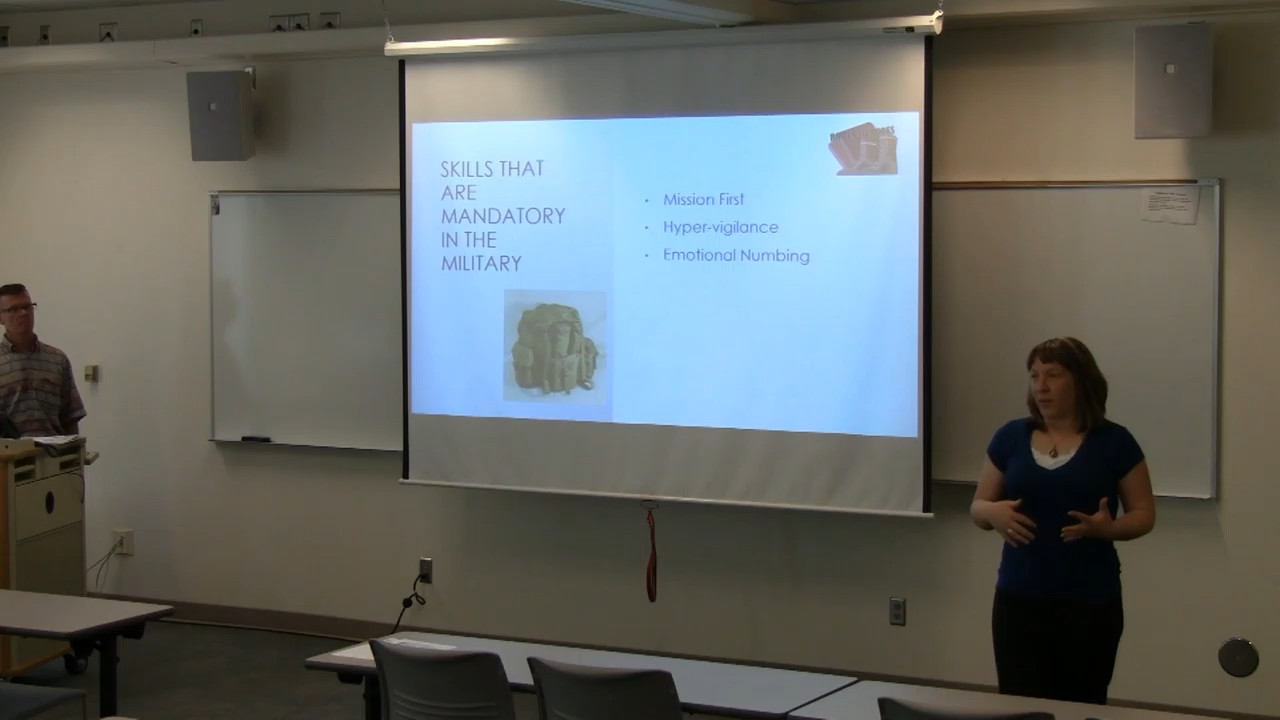 SKILLS THAT
ARE
MANDATORY
IN THE
MILITARY
• Mission First
• Hyper-vigilance
• Emotional Numbing